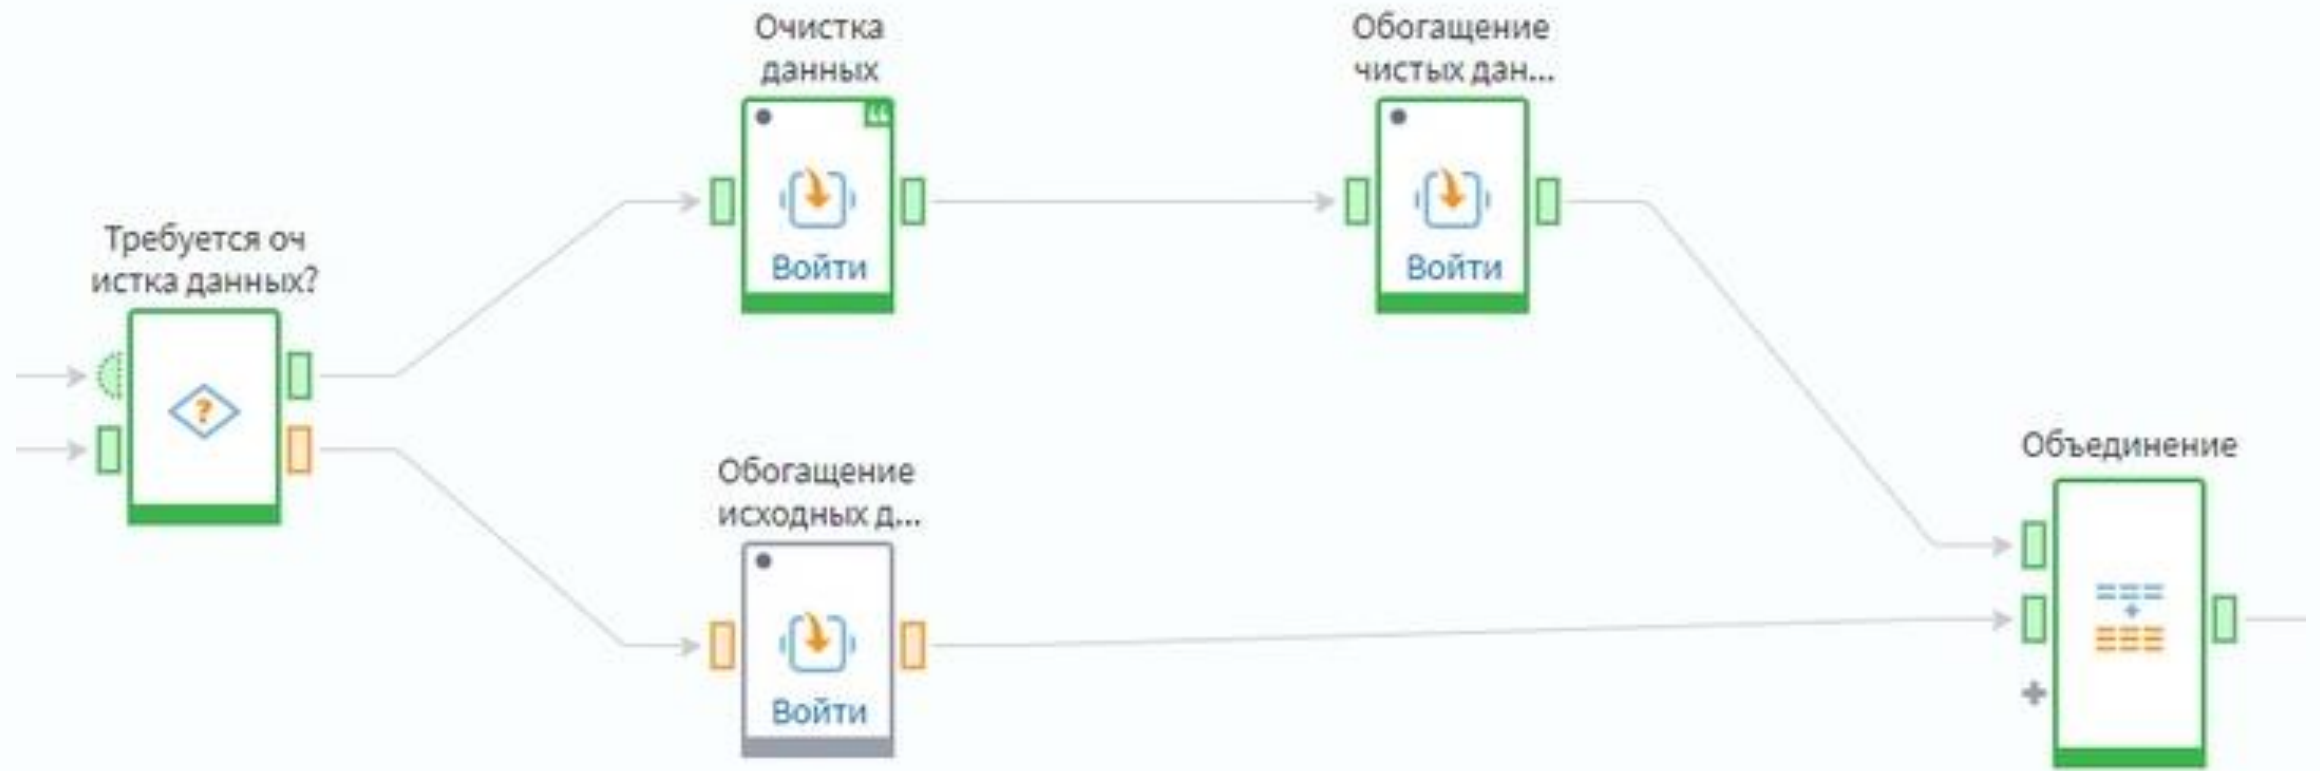 Очистка
данных
Войти
Обогащение
чистых дан...
Войти
Требуется оч
истка данных?
?
Обогащение
исходных д...
Войти
Объединение